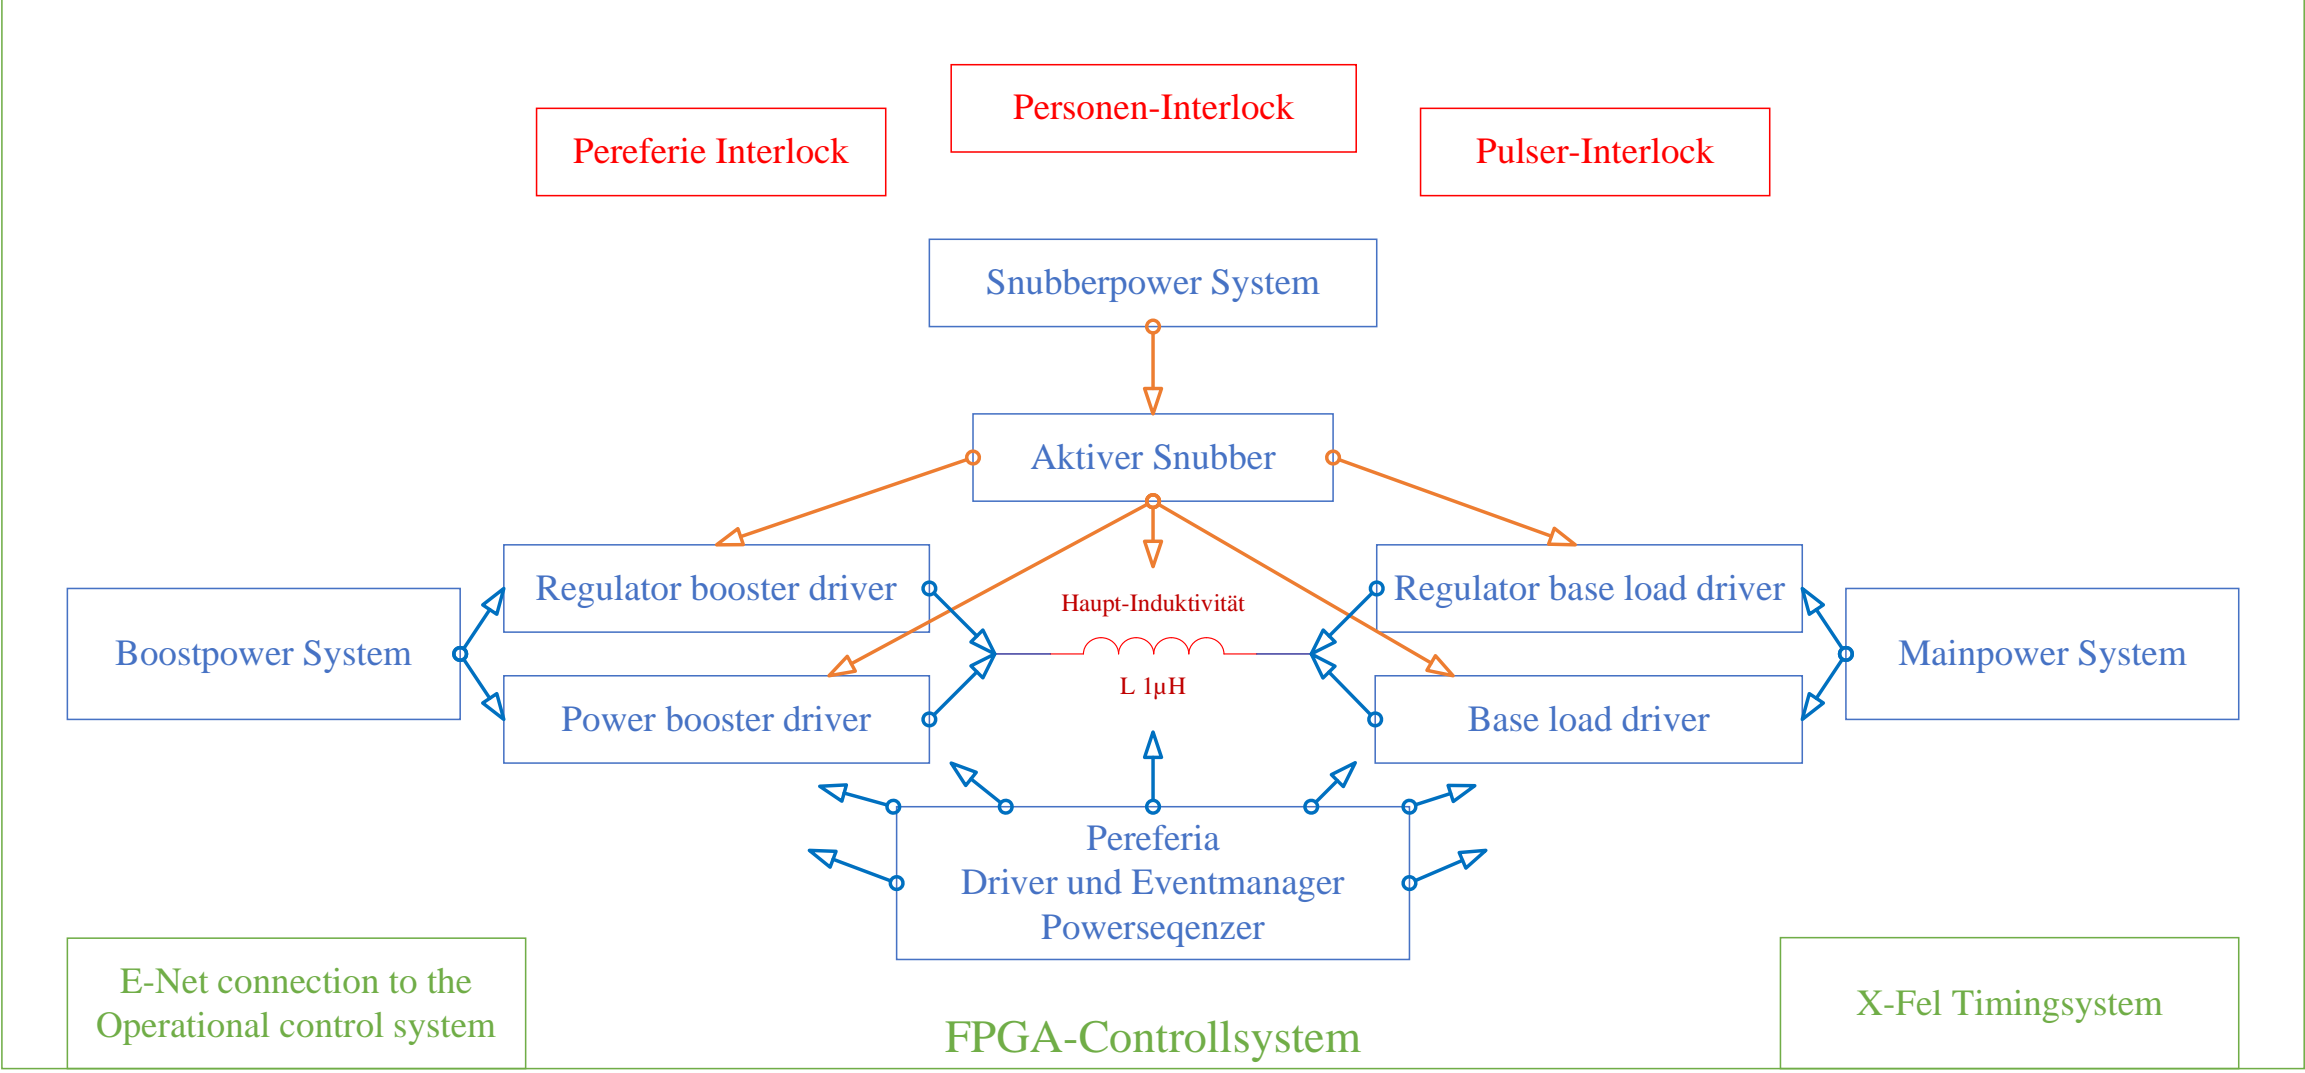 Personen-Interlock
Pereferie Interlock
Pulser-Interlock
Snubberpower System
Aktiver Snubber
Regulator booster driver
Regulator base load driver
Haupt-Induktivität
Boostpower System
Mainpower System
L 1µH
Power booster driver
Base load driver
Pereferia
Driver und Eventmanager
Powerseqenzer
E-Net connection to the
Operational control system
X-Fel Timingsystem
FPGA-Controllsystem